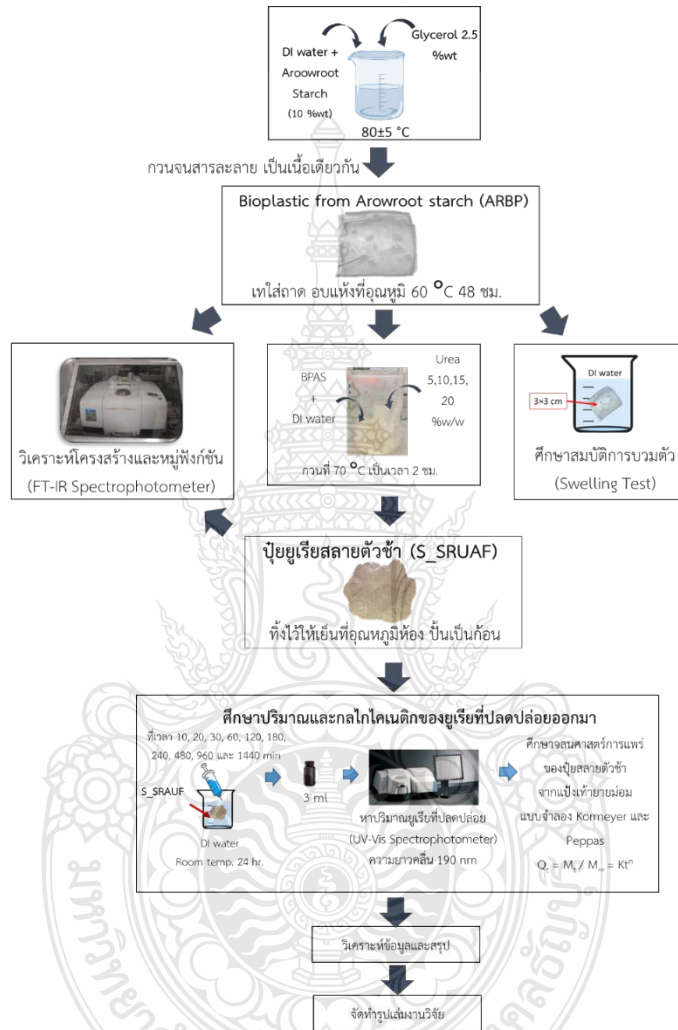 DI water +
Aroowroot
Starch
(10 %wt)
Glycerol 2.5
%wt
80±5 °C
กวนจนสารละลาย เป็นเนื้อเดียวกัน
Bioplastic from Arowroot starch (ARBP)
เทใส่ถาด อบแห้งที่อุณหูมิ 60 °C 48 ชม.
วิเคราะห์โครงสร้างและหมู่ฟังก์ชัน
(FT-IR Spectrophotometer)
BPAS
+
DI water
Urea
5,10,15,
20
%w/w
กวนที่ 70 °C เป็นเวลา 2 ชม.
DI water
3×3 cm
ศึกษาสมบัติการบวมตัว
(Swelling Test)
ปุ๋ยยูเรียสลายตัวช้า (S_SRUAF)
ทิ้งไว้ให้เย็นที่อุณหภูมิห้อง ปั้นเป็นก้อน
ศึกษาปริมาณและกลไกไคเนติกของยูเรียที่ปลดปล่อยออกมา
ที่เวลา 10, 20, 30, 60, 120, 180,
240, 480, 960 และ 1440 min
S_SRAUF
DI water
Room temp. 24 hr.
3 ml
หาปริมาณยูเรียที่ปลดปล่อย
(UV-Vis Spectrophotometer)
ความยาวคลื่น 190 nm
ศึกษาจลนศาสตร์การแพร่
ของปุ๋ยสลายตัวช้า
จากแป้งเท้ายายม่อม
แบบจำลอง Kormeyer และ
Peppas
Qt = Mt / M∞ = Ktⁿ
วิเคราะห์ข้อมูลและสรุป
จัดทำรูปเล่มงานวิจัย